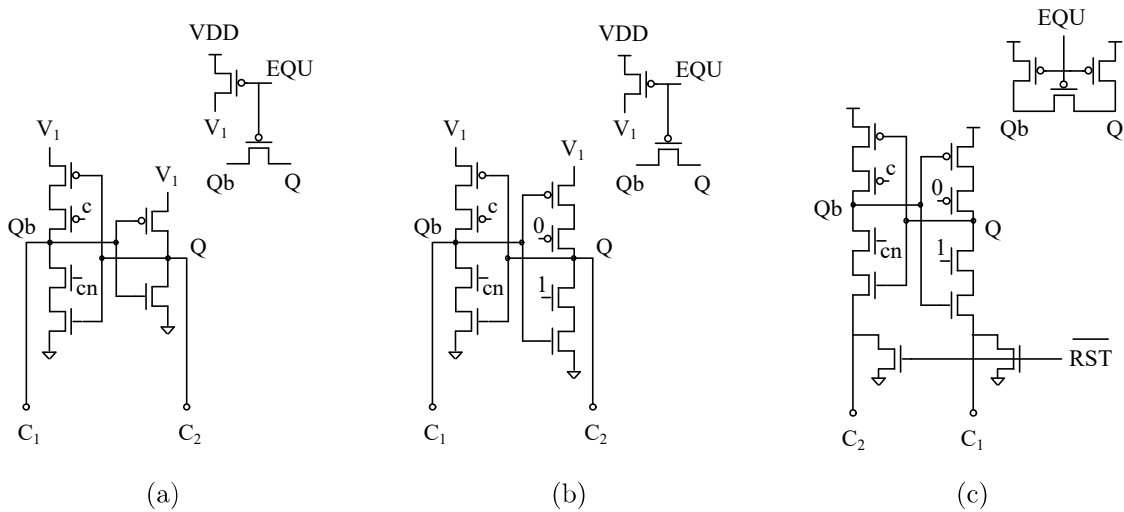 VDD
EQU
V1
Qb
Q
V1
c
V1
Qb
Q
cn
C1
C2
(a)
VDD
EQU
V1
Qb
Q
V1
c
V1
0
Qb
Q
cn
1
C1
C2
(b)
EQU
Qb
Q
c
0
Qb
Q
cn
1
RST
C2
C1
(c)